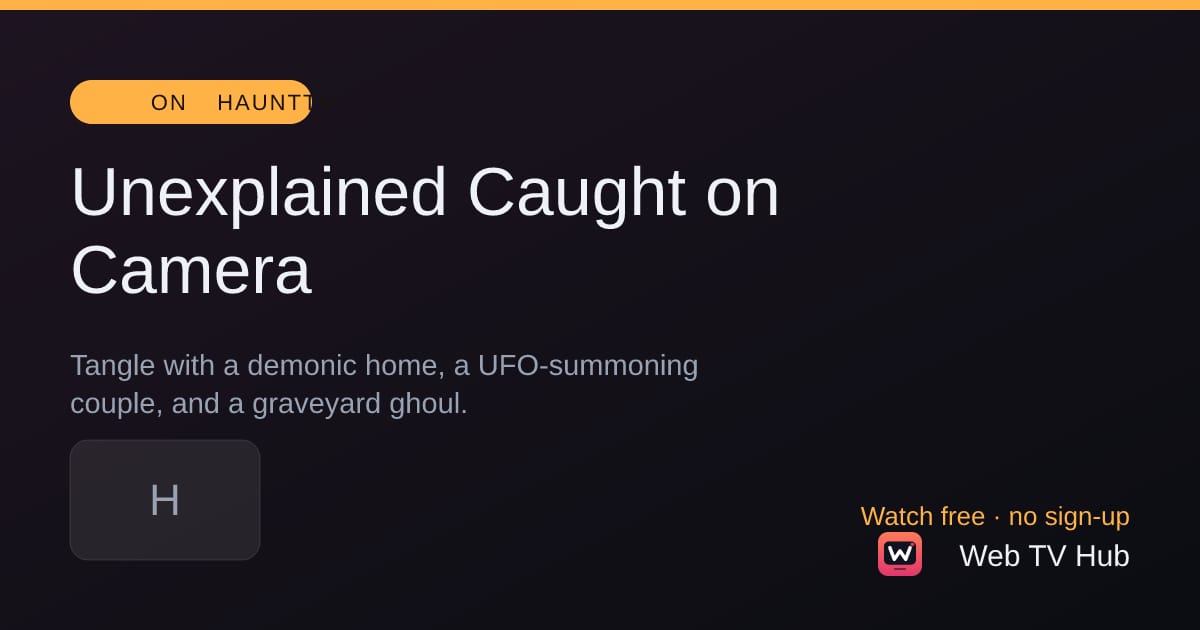 ON HAUNTTV
Unexplained Caught on
Camera
Tangle with a demonic home, a UFO-summoning
couple, and a graveyard ghoul.
H
Watch free · no sign-up
W
Web TV Hub